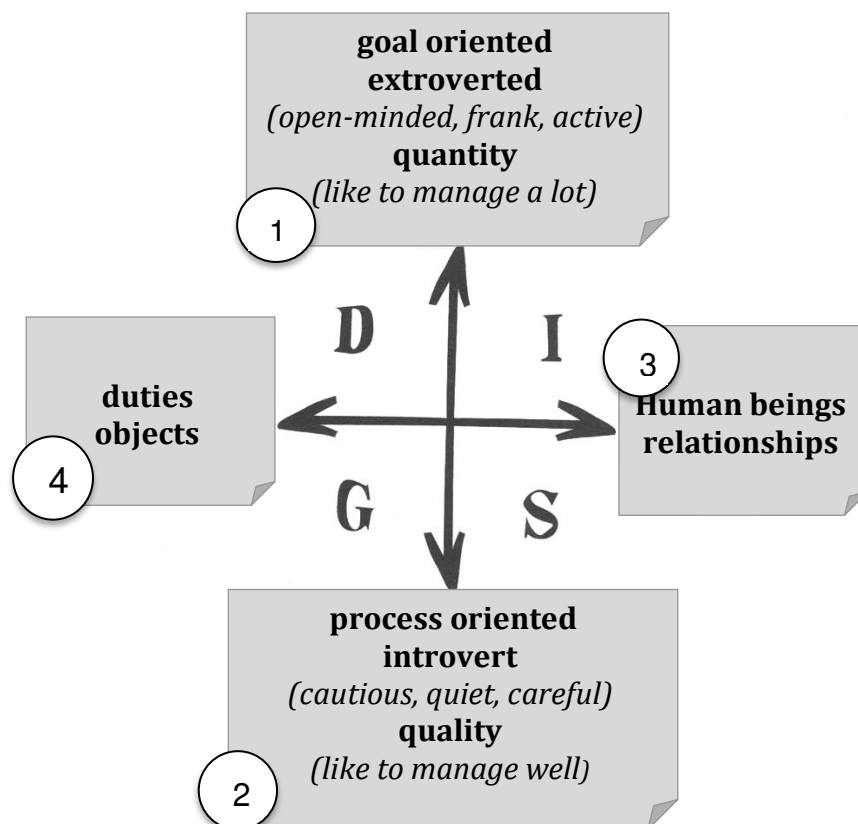 goal oriented
extroverted
(open-minded, frank, active)
quantity
(like to manage a lot)
1
D
I
3
Human beings
relationships
duties
objects
4
G
S
process oriented
introvert
(cautious, quiet, careful)
quality
(like to manage well)
2